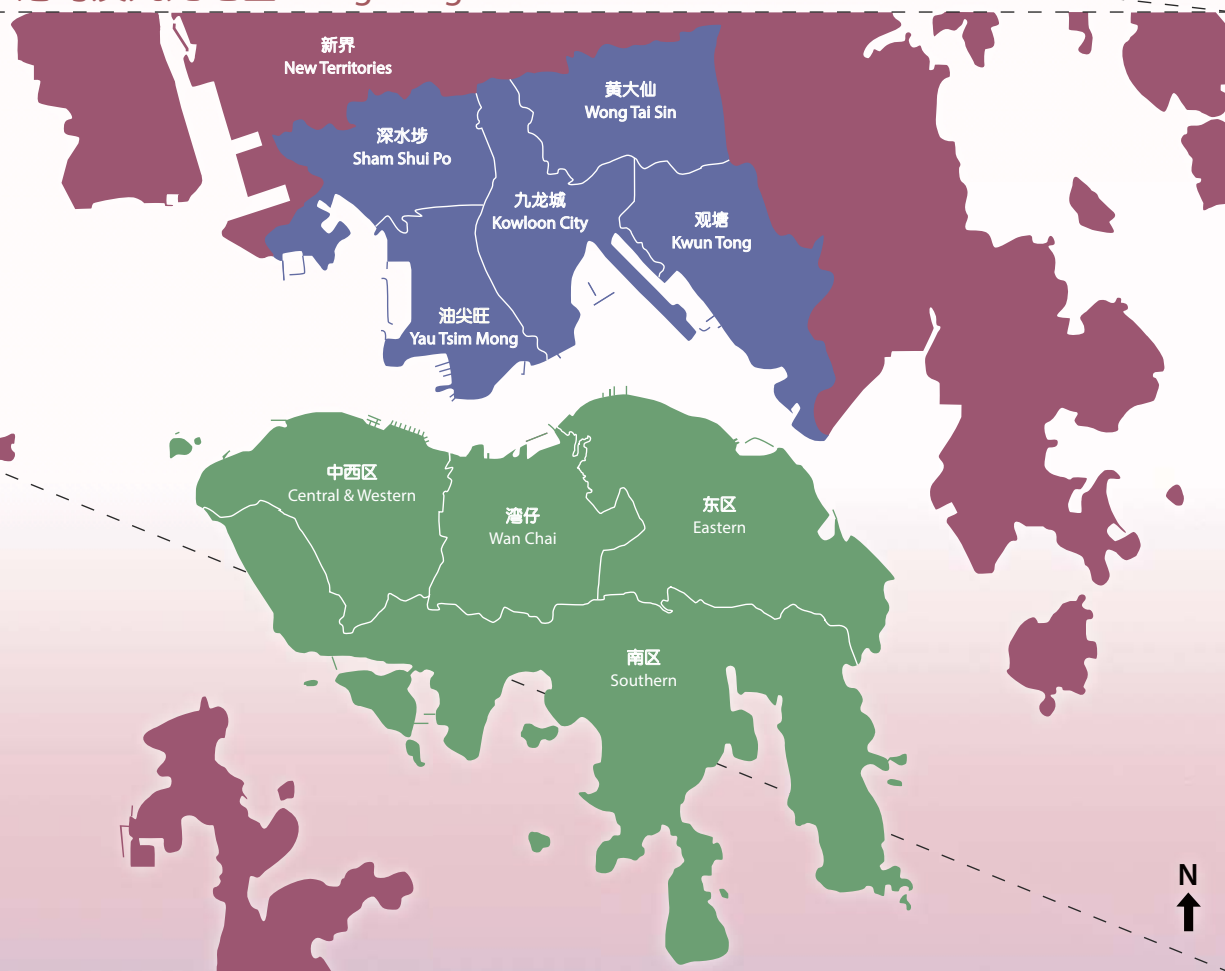 新界
New Territories
黄大仙
Wong Tai Sin
深水埗
Sham Shui Po
九龙城
Kowloon City
观塘
Kwun Tong
油尖旺
Yau Tsim Mong
中西区
Central & Western
湾仔
Wan Chai
东区
Eastern
南区
Southern
N